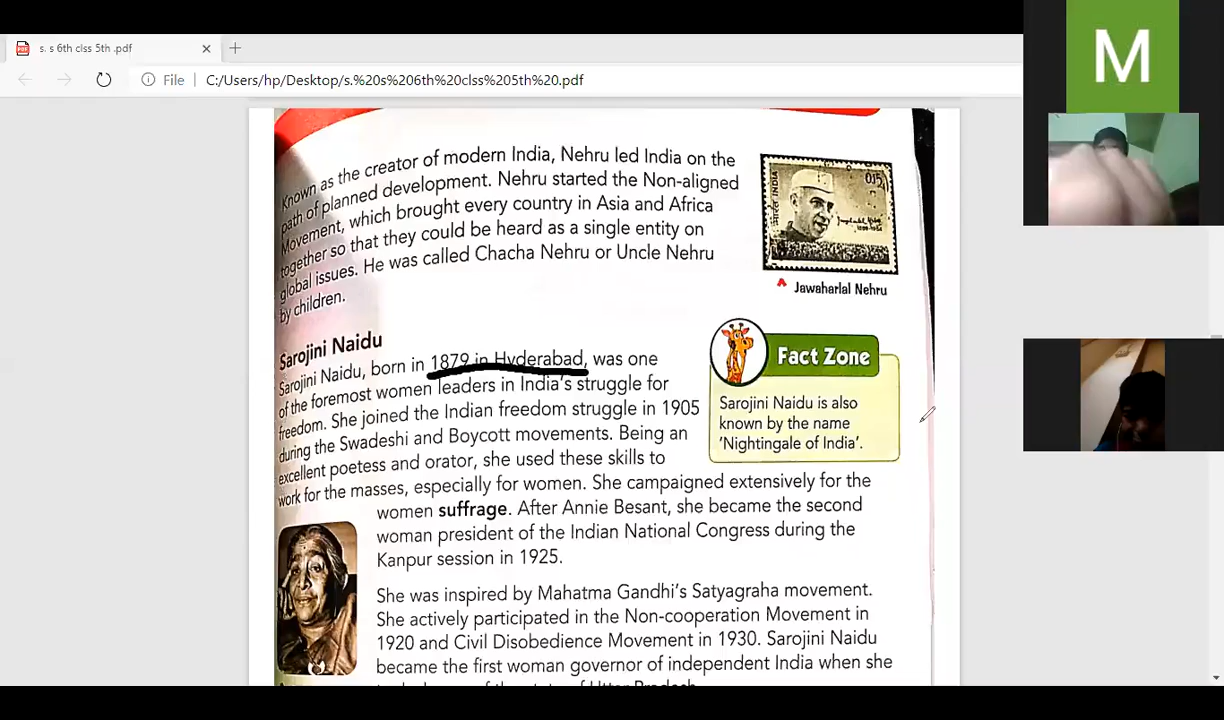 s. s 6th clss 5th .pdf
File
C:/Users/hp/Desktop/s.%20s%206th%20clss%205th%20.pdf
M
Known as the creator of modern India, Nehru led India on the
path of planned development. Nehru started the Non-aligned
Movement, which brought every country in Asia and Africa
together so that they could be heard as a single entity on
global issues. He was called Chacha Nehru or Uncle Nehru
by children.
INDIA
015
Jawaharlal Nehru
Sarojini Naidu
Sarojini Naidu, born in 1879 in Hyderabad, was one
of the foremost women leaders in India's struggle for
freedom. She joined the Indian freedom struggle in 1905
during the Swadeshi and Boycott movements. Being an
excellent poetess and orator, she used these skills to
work for the masses, especially for women. She campaigned extensively for the
women suffrage. After Annie Besant, she became the second
woman president of the Indian National Congress during the
Kanpur session in 1925.
Fact Zone
Sarojini Naidu is also
known by the name
'Nightingale of India'.
She was inspired by Mahatma Gandhi's Satyagraha movement.
She actively participated in the Non-cooperation Movement in
1920 and Civil Disobedience Movement in 1930. Sarojini Naidu
became the first woman governor of independent India when she